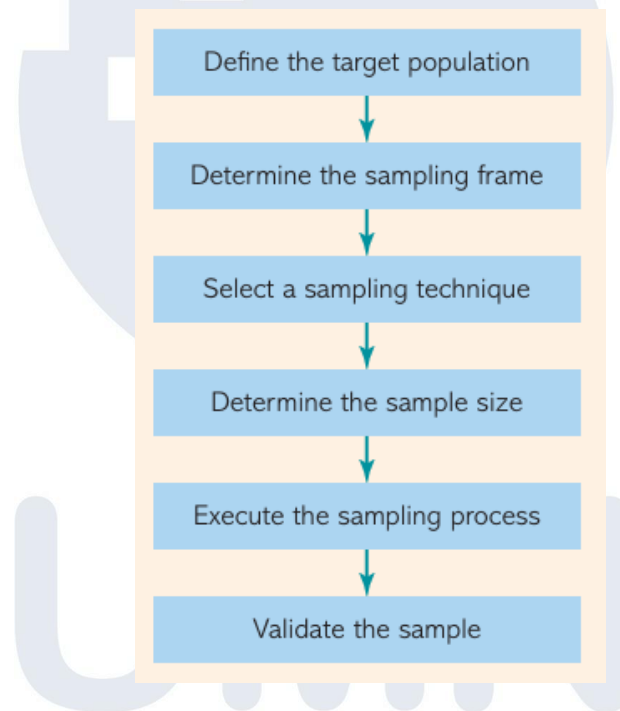 Define the target population
Determine the sampling frame
Select a sampling technique
Determine the sample size
Execute the sampling process
Validate the sample